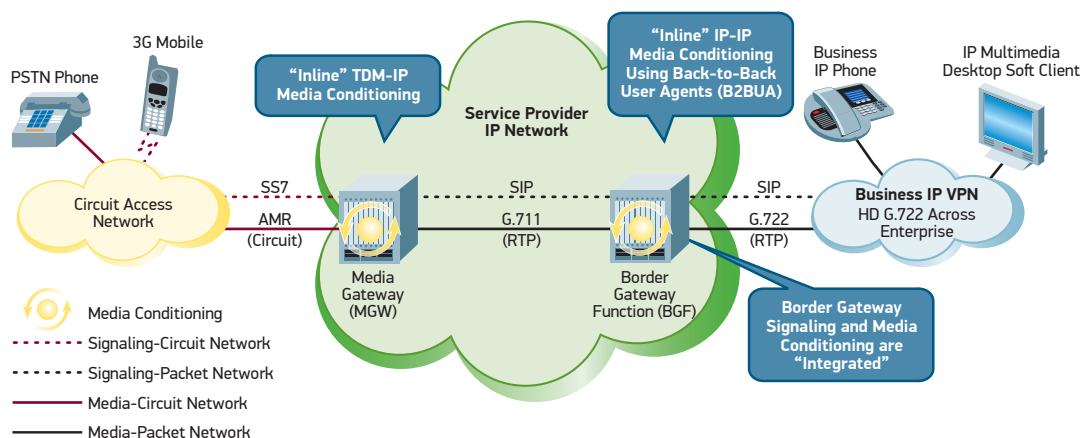 3G Mobile
PSTN Phone
“Inline” TDM-IP
Media Conditioning
“Inline” IP-IP
Media Conditioning
Using Back-to-Back
User Agents (B2BUA)
Business
IP Phone
IP Multimedia
Desktop Soft Client
Service Provider
IP Network
Circuit Access
Network
SS7
AMR
(Circuit)
SIP
G.711
(RTP)
SIP
G.722
(RTP)
Business IP VPN
HD G.722 Across
Enterprise
Media
Gateway
(MGW)
Border
Gateway
Function (BGF)
Border Gateway
Signaling and Media
Conditioning are
“Integrated”
Media Conditioning
Signaling-Circuit Network
Signaling-Packet Network
Media-Circuit Network
Media-Packet Network